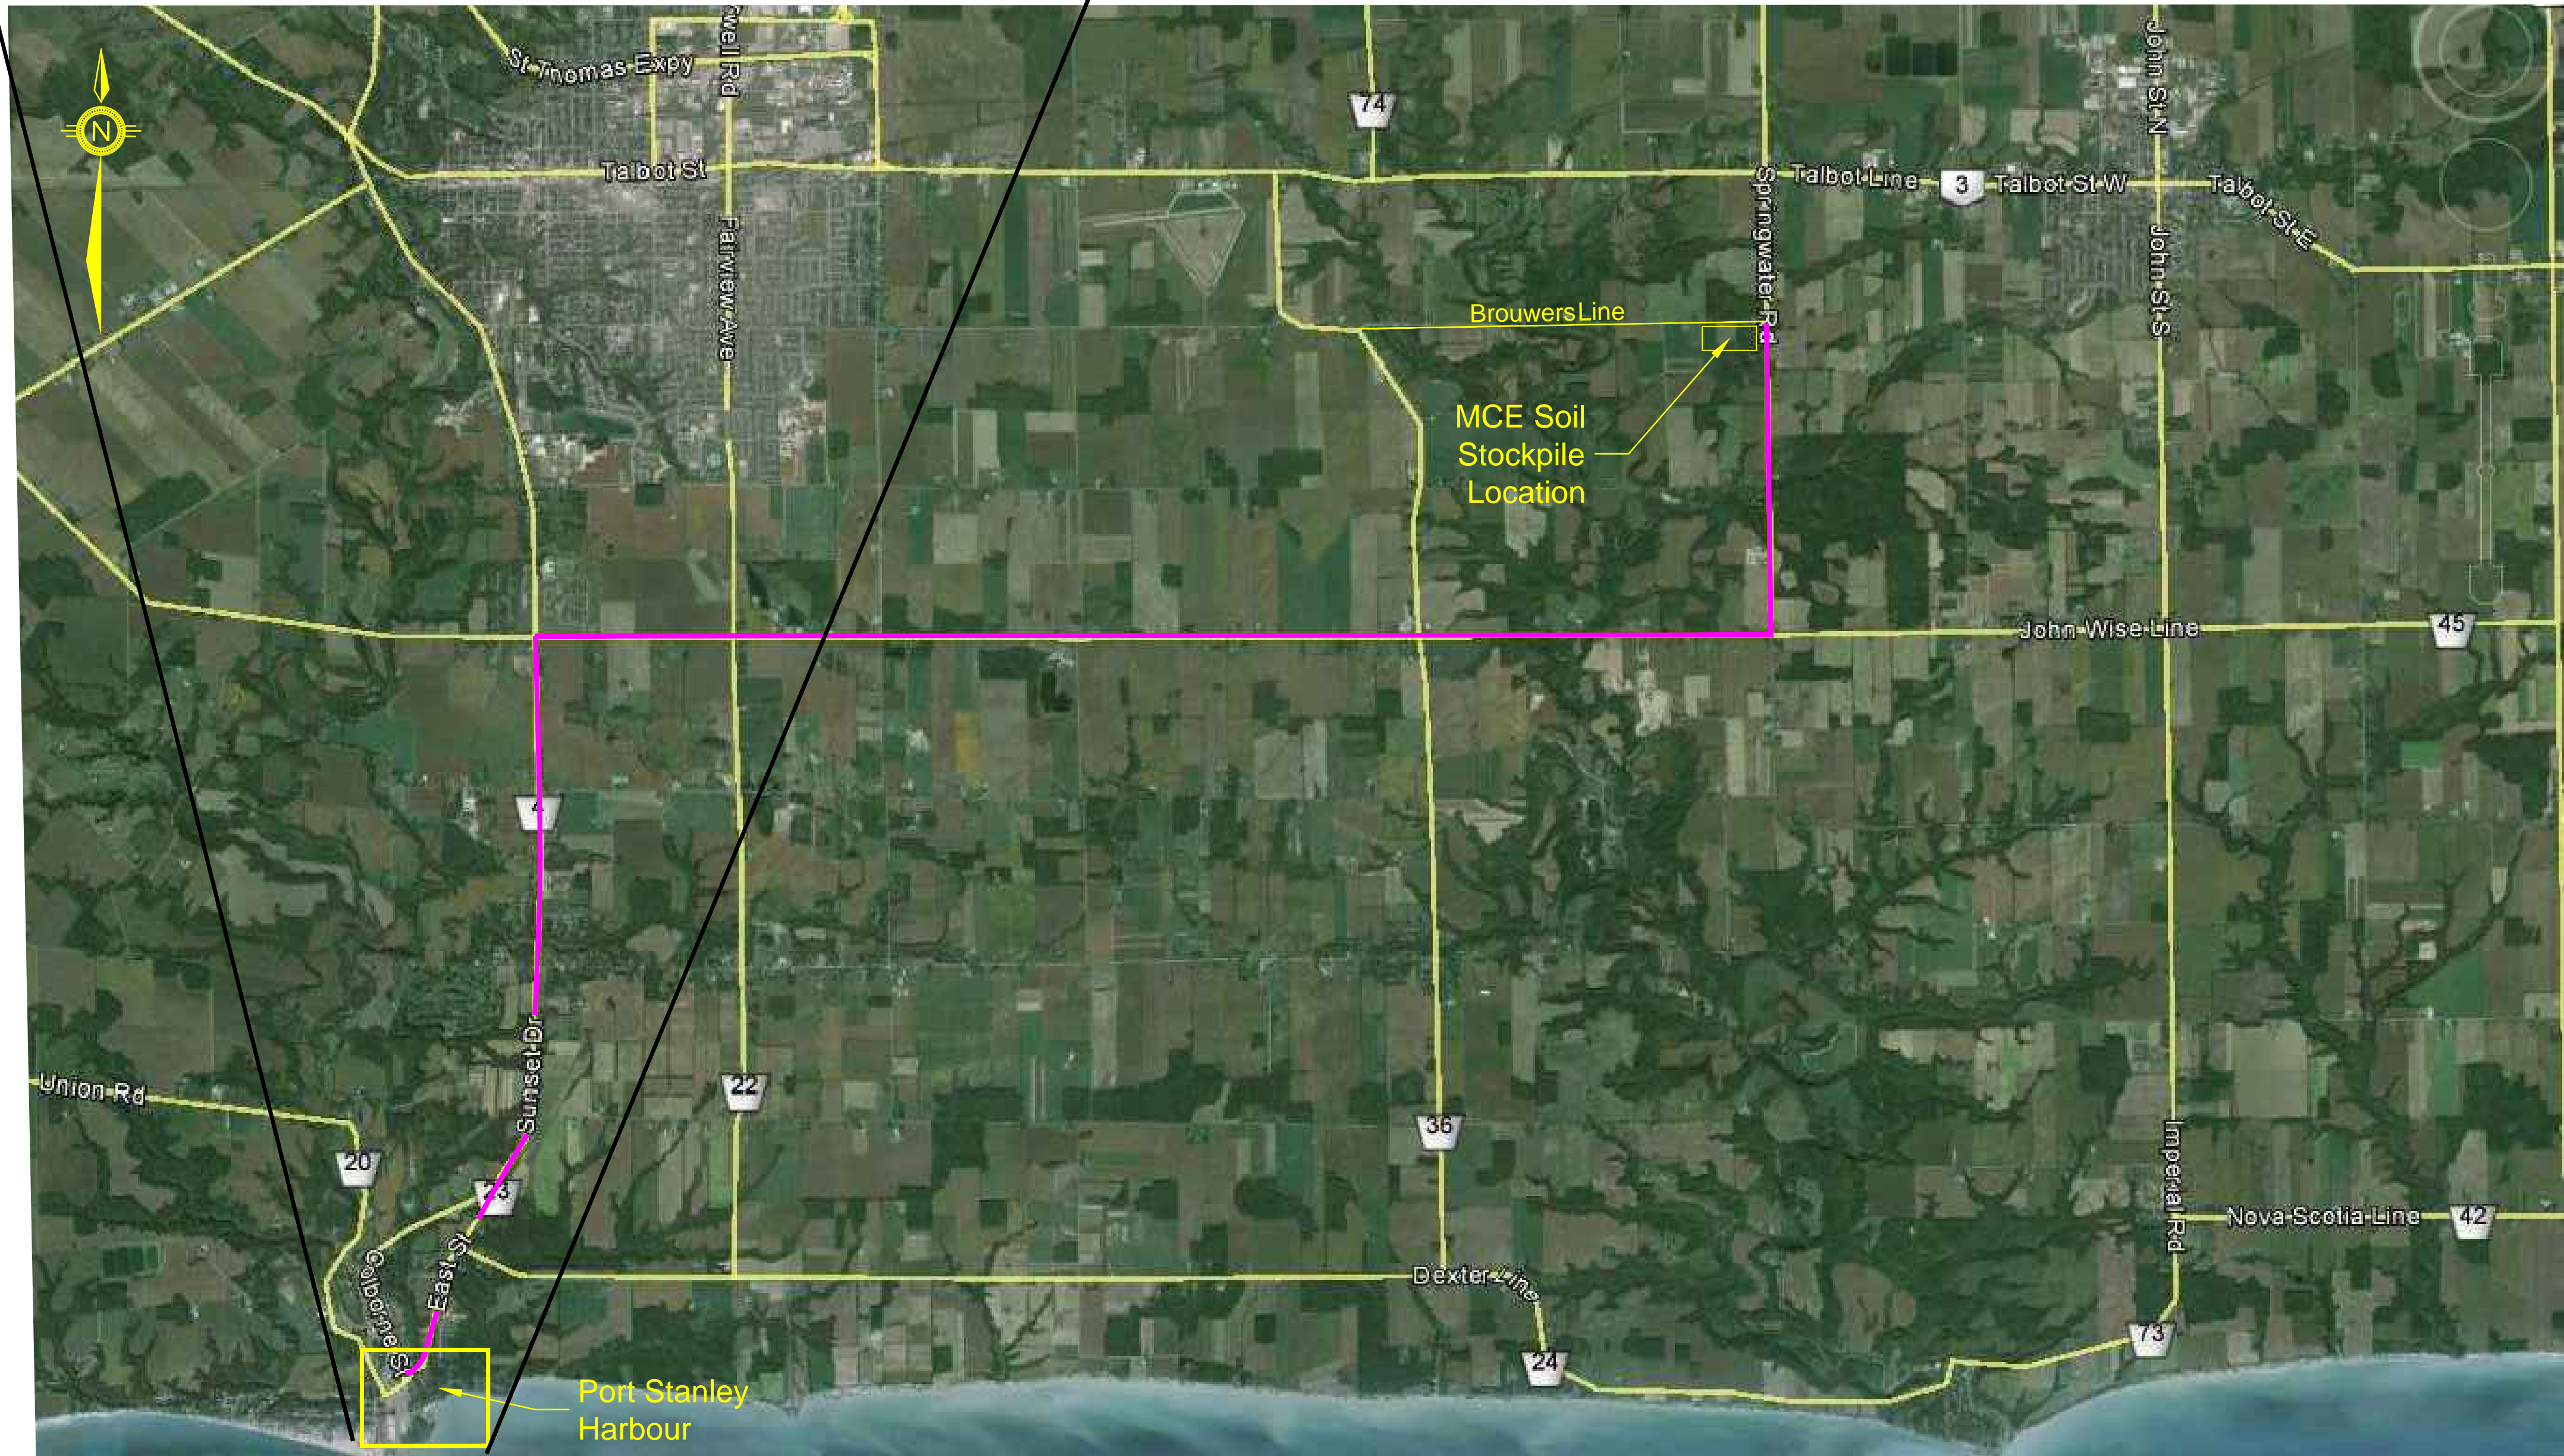 St Thomas Expy
rwell Rd
N
74
John St N
Talbot St
Talbot Line
3
Talbot St W
Talbot St E
Springwater Rd
Fairview Ave
John St S
Brouwers Line
MCE Soil
Stockpile
Location
John Wise Line
45
4
Sunset Dr
Union Rd
22
36
20
23
Imperial Rd
Nova Scotia Line
42
Colborne St
East St
Dexter Line
73
24
Port Stanley
Harbour